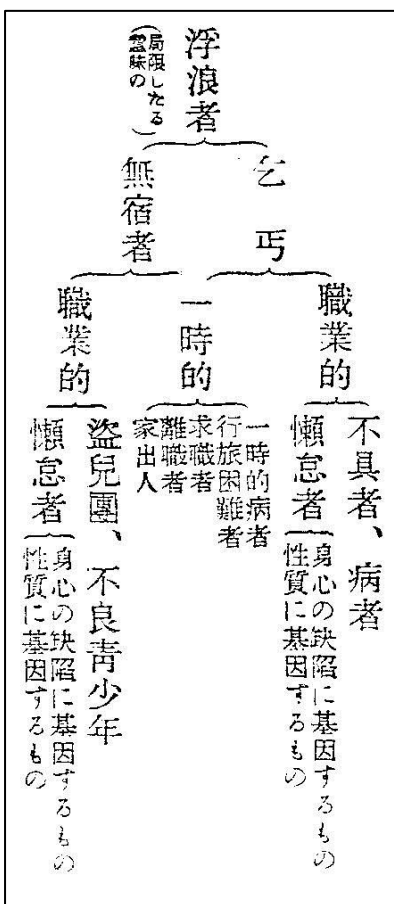 浮浪者
（局限したる
意味の）
乞丐
無宿者
職業的
一時的
職業的
不具者、病者
懶怠者
身心の缺陷に基因するもの
性質に基因するもの
一時的病者
行旅困難者
求職者
離職者
家出人
盜兒團、不良靑少年
懶怠者
身心の缺陷に基因するもの
性質に基因するもの